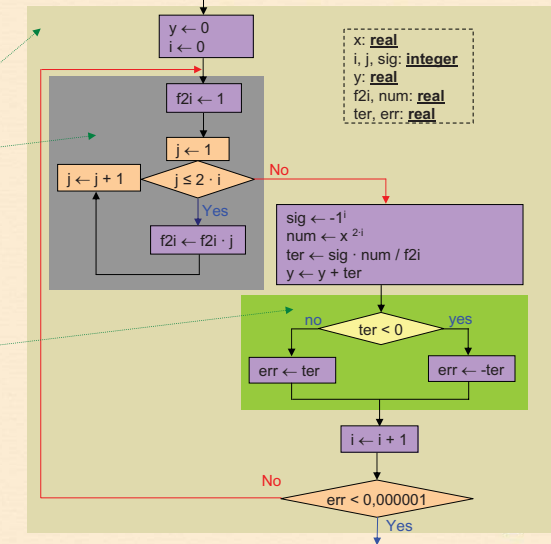 y ← 0
i ← 0
x: real
i, j, sig: integer
y: real
f2i, num: real
ter, err: real
f2i ← 1
j ← 1
j ← j + 1
j ≤ 2 · i
No
Yes
f2i ← f2i · j
sig ← -1ⁱ
num ← x ²·ⁱ
ter ← sig · num / f2i
y ← y + ter
no
ter < 0
yes
err ← ter
err ← -ter
i ← i + 1
No
err < 0,000001
Yes